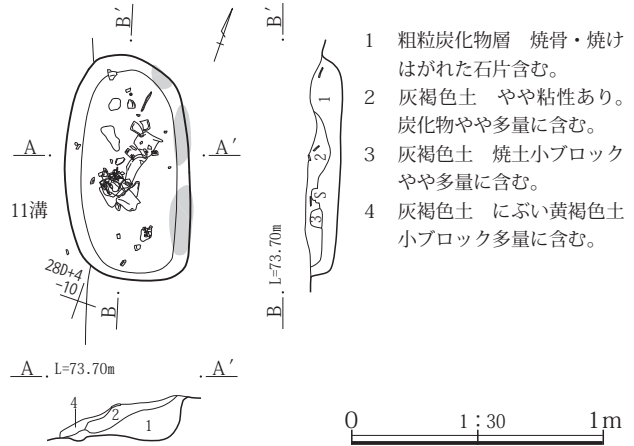 B′
B′
A
A′
11溝
28D+4
-10
B
B L=73.70m
1
2
S
3
1 粗粒炭化物層 焼骨・焼け
はがれた石片含む。
2 灰褐色土 やや粘性あり。
炭化物やや多量に含む。
3 灰褐色土 焼土小ブロック
やや多量に含む。
4 灰褐色土 にぶい黄褐色土
小ブロック多量に含む。
A L=73.70m A′
4
2
1
0 1:30 1m